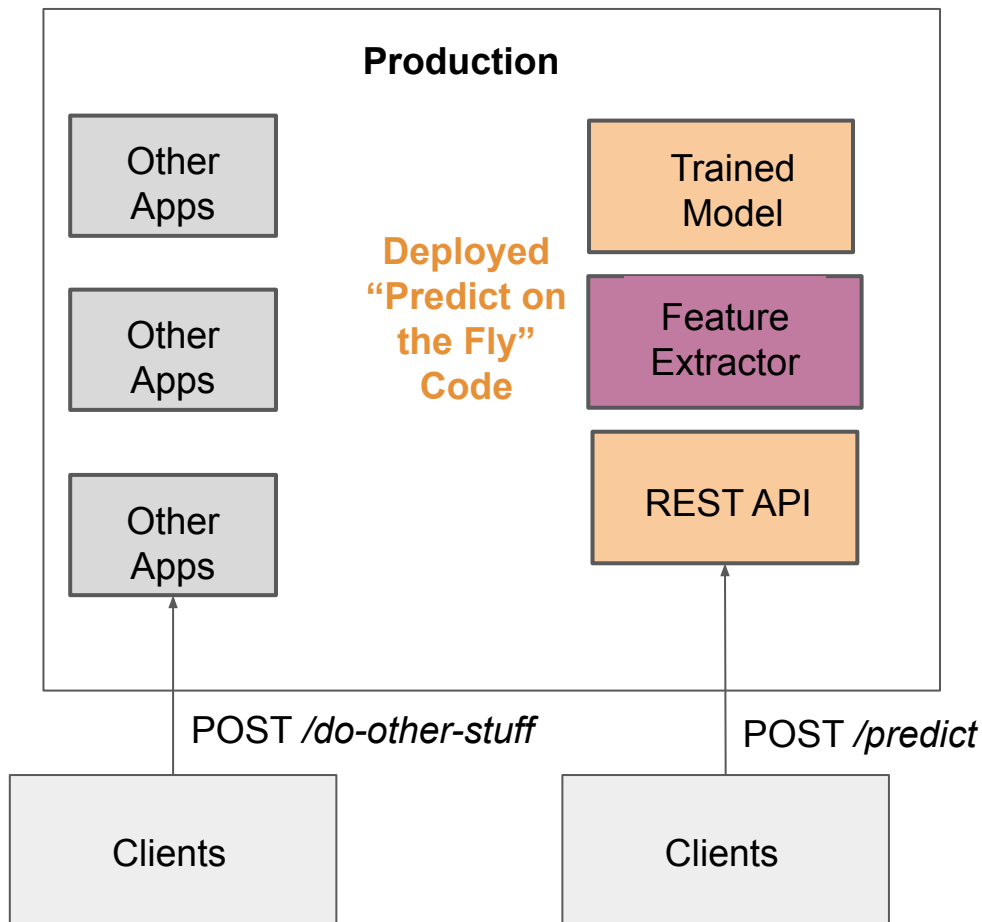 Production
Other
Apps
Trained
Model
Deployed
“Predict on
the Fly”
Code
Other
Apps
Feature
Extractor
Other
Apps
REST API
POST /do-other-stuff
POST /predict
Clients
Clients